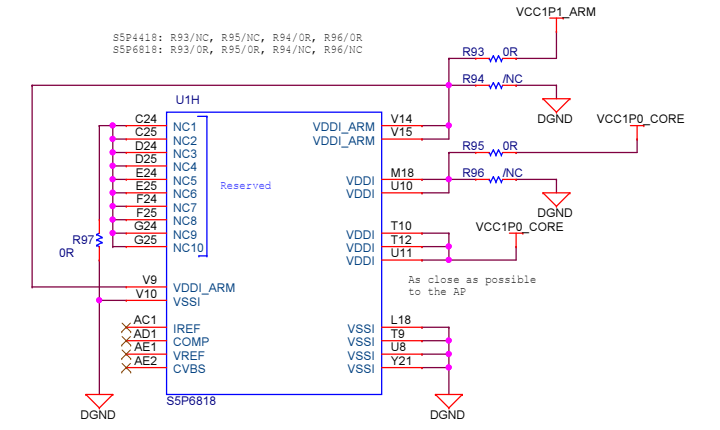 VCC1P1_ARM
S5P4418: R93/NC, R95/NC, R94/0R, R96/0R
S5P6818: R93/0R, R95/0R, R94/NC, R96/NC
R93 0R
R94 /NC
DGND
U1H
VCC1P0_CORE
C24 NC1
C25 NC2
D24 NC3
D25 NC4
E24 NC5
E25 NC6
F24 NC7
F25 NC8
G24 NC9
G25 NC10
Reserved
VDDI_ARM V14
VDDI_ARM V15
R95 0R
VDDI M18
R96 /NC
VDDI U10
DGND
VCC1P0_CORE
VDDI T10
VDDI T12
VDDI U11
R97
0R
As close as possible
to the AP
V9 VDDI_ARM
V10 VSSI
AC1 IREF
AD1 COMP
AE1 VREF
AE2 CVBS
VSSI L18
VSSI T9
VSSI U8
VSSI Y21
S5P6818
DGND
DGND